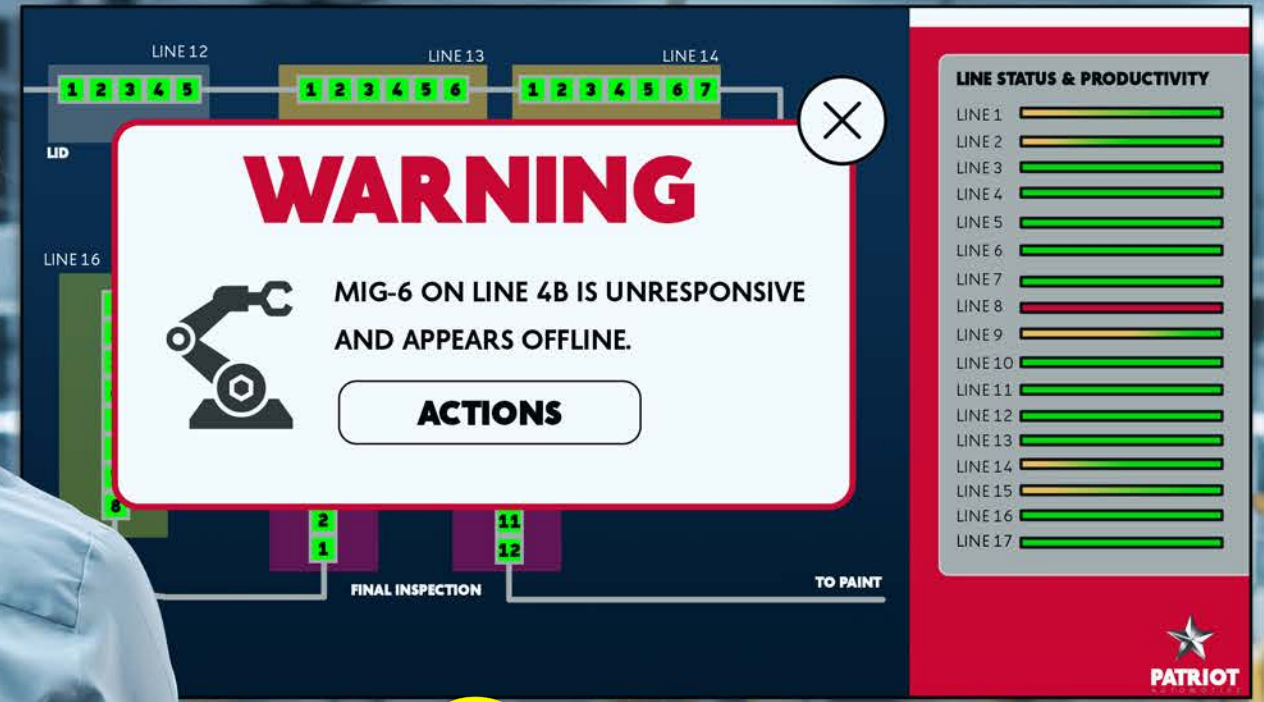 LINE 12
LINE 13
LINE 14
1 2 3 4 5
1 2 3 4 5 6
1 2 3 4 5 6 7
LID
WARNING
MIG-6 ON LINE 4B IS UNRESPONSIVE
AND APPEARS OFFLINE.
ACTIONS
LINE 16
8
2
1
11
12
FINAL INSPECTION
TO PAINT
LINE STATUS & PRODUCTIVITY
LINE 1
LINE 2
LINE 3
LINE 4
LINE 5
LINE 6
LINE 7
LINE 8
LINE 9
LINE 10
LINE 11
LINE 12
LINE 13
LINE 14
LINE 15
LINE 16
LINE 17
PATRIOT
AUTOMOTIVE